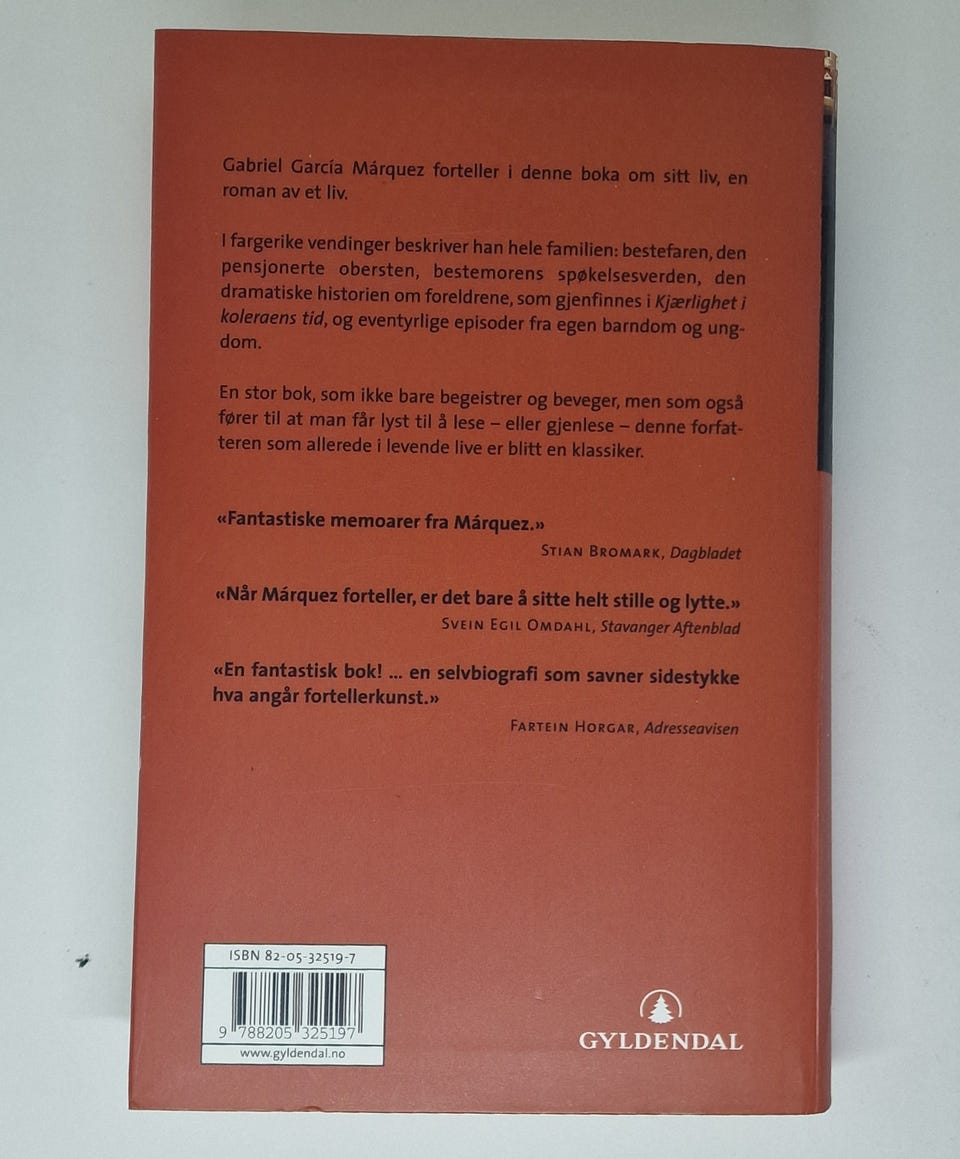 Gabriel García Márquez forteller i denne boka om sitt liv, en
roman av et liv.
I fargerike vendinger beskriver han hele familien: bestefaren, den
pensjonerte obersten, bestemorens spøkelsesverden, den
dramatiske historien om foreldrene, som gjenfinnes i Kjærlighet i
koleraens tid, og eventyrlige episoder fra egen barndom og ung-
dom.
En stor bok, som ikke bare begeistrer og beveger, men som også
fører til at man får lyst til å lese – eller gjenlese – denne forfat-
teren som allerede i levende live er blitt en klassiker.
«Fantastiske memoarer fra Márquez.»
STIAN BROMARK, Dagbladet
«Når Márquez forteller, er det bare å sitte helt stille og lytte.»
SVEIN EGIL OMDAHL, Stavanger Aftenblad
«En fantastisk bok! ... en selvbiografi som savner sidestykke
hva angår fortellerkunst.»
FARTEIN HORGAR, Adresseavisen
ISBN 82-05-32519-7
9 788205 325197
www.gyldendal.no
GYLDENDAL